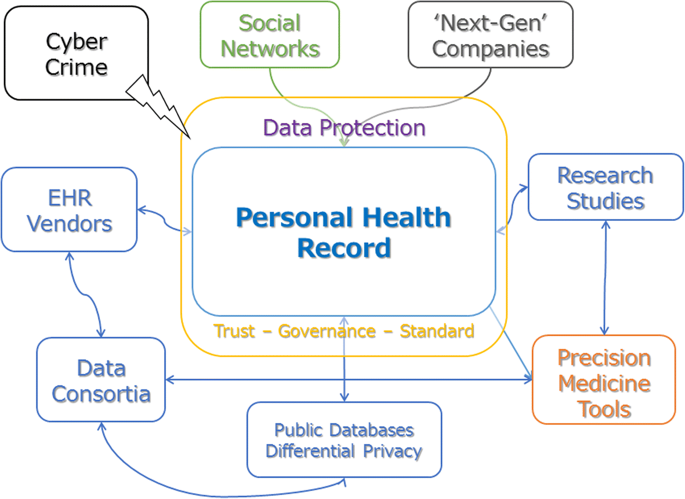 Cyber
Crime
Social
Networks
‘Next-Gen’
Companies
Data Protection
EHR
Vendors
Personal Health
Record
Research
Studies
Trust – Governance – Standard
Data
Consortia
Precision
Medicine
Tools
Public Databases
Differential Privacy